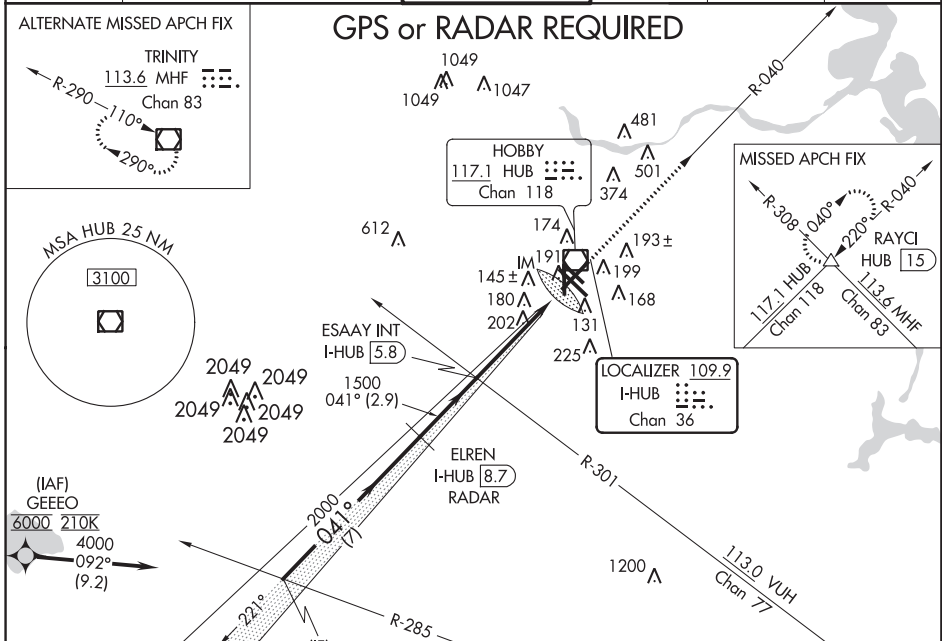 GPS or RADAR REQUIRED
ALTERNATE MISSED APCH FIX
TRINITY
113.6 MHF
Chan 83
R-290
110°
290°
1049
1049
1047
R-040
481
501
374
HOBBY
117.1 HUB
Chan 118
MISSED APCH FIX
R-308
040°
R-040
220°
RAYCI
HUB 15
117.1 HUB
Chan 118
113.6 MHF
Chan 83
MSA HUB 25 NM
3100
612
174
193±
IM
191
199
145±
180
168
202
131
225
ESAAY INT
I-HUB 5.8
1500
041° (2.9)
LOCALIZER 109.9
I-HUB
Chan 36
2049
2049
2049
2049
2049
ELREN
I-HUB 8.7
RADAR
R-301
(IAF)
GEEEO
6000 210K
4000
092°
(9.2)
2000
041°
(7)
1200
113.0 VUH
Chan 77
221°
R-285